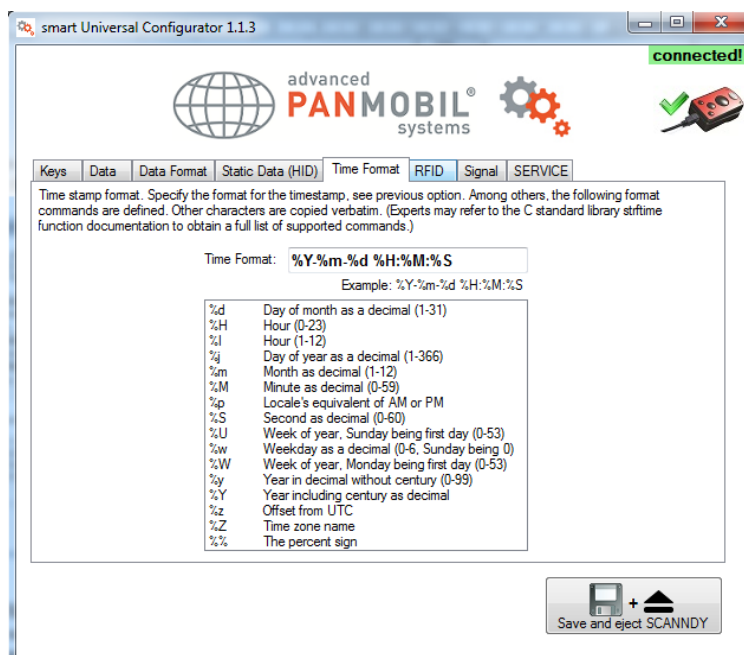 smart Universal Configurator 1.1.3
connected!
advanced
PANMOBIL®
systems
Keys Data Data Format Static Data (HID) Time Format RFID Signal SERVICE
Time stamp format. Specify the format for the timestamp, see previous option. Among others, the following format
commands are defined. Other characters are copied verbatim. (Experts may refer to the C standard library strftime
function documentation to obtain a full list of supported commands.)
Time Format: %Y-%m-%d %H:%M:%S
Example: %Y-%m-%d %H:%M:%S
%d Day of month as a decimal (1-31)
%H Hour (0-23)
%I Hour (1-12)
%j Day of year as a decimal (1-366)
%m Month as decimal (1-12)
%M Minute as decimal (0-59)
%p Locale's equivalent of AM or PM
%S Second as decimal (0-60)
%U Week of year, Sunday being first day (0-53)
%w Weekday as a decimal (0-6, Sunday being 0)
%W Week of year, Monday being first day (0-53)
%y Year in decimal without century (0-99)
%Y Year including century as decimal
%z Offset from UTC
%Z Time zone name
%% The percent sign
+
Save and eject SCANNDY